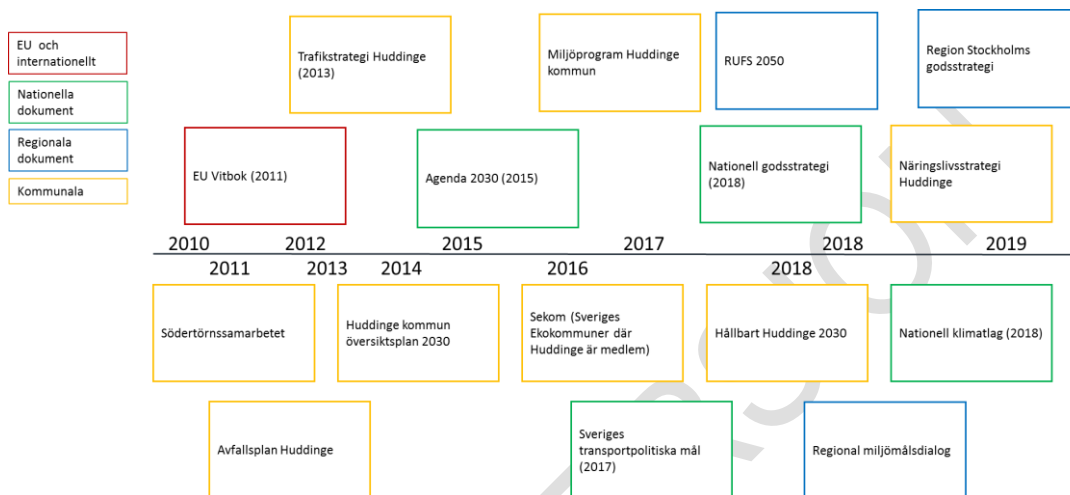 EU och
internationellt
Nationella
dokument
Regionala
dokument
Kommunala
Trafikstrategi Huddinge
(2013)
Miljöprogram Huddinge
kommun
RUFS 2050
Region Stockholms
godsstrategi
EU Vitbok (2011)
Agenda 2030 (2015)
Nationell godsstrategi
(2018)
Näringslivsstrategi
Huddinge
2010 2012 2015 2017 2018 2019
2011 2013 2014 2016 2018
Södertörnssamarbetet
Huddinge kommun
översiktsplan 2030
Sekom (Sveriges
Ekokommuner där
Huddinge är medlem)
Hållbart Huddinge 2030
Nationell klimatlag (2018)
Avfallsplan Huddinge
Sveriges
transportpolitiska mål
(2017)
Regional miljömålsdialog